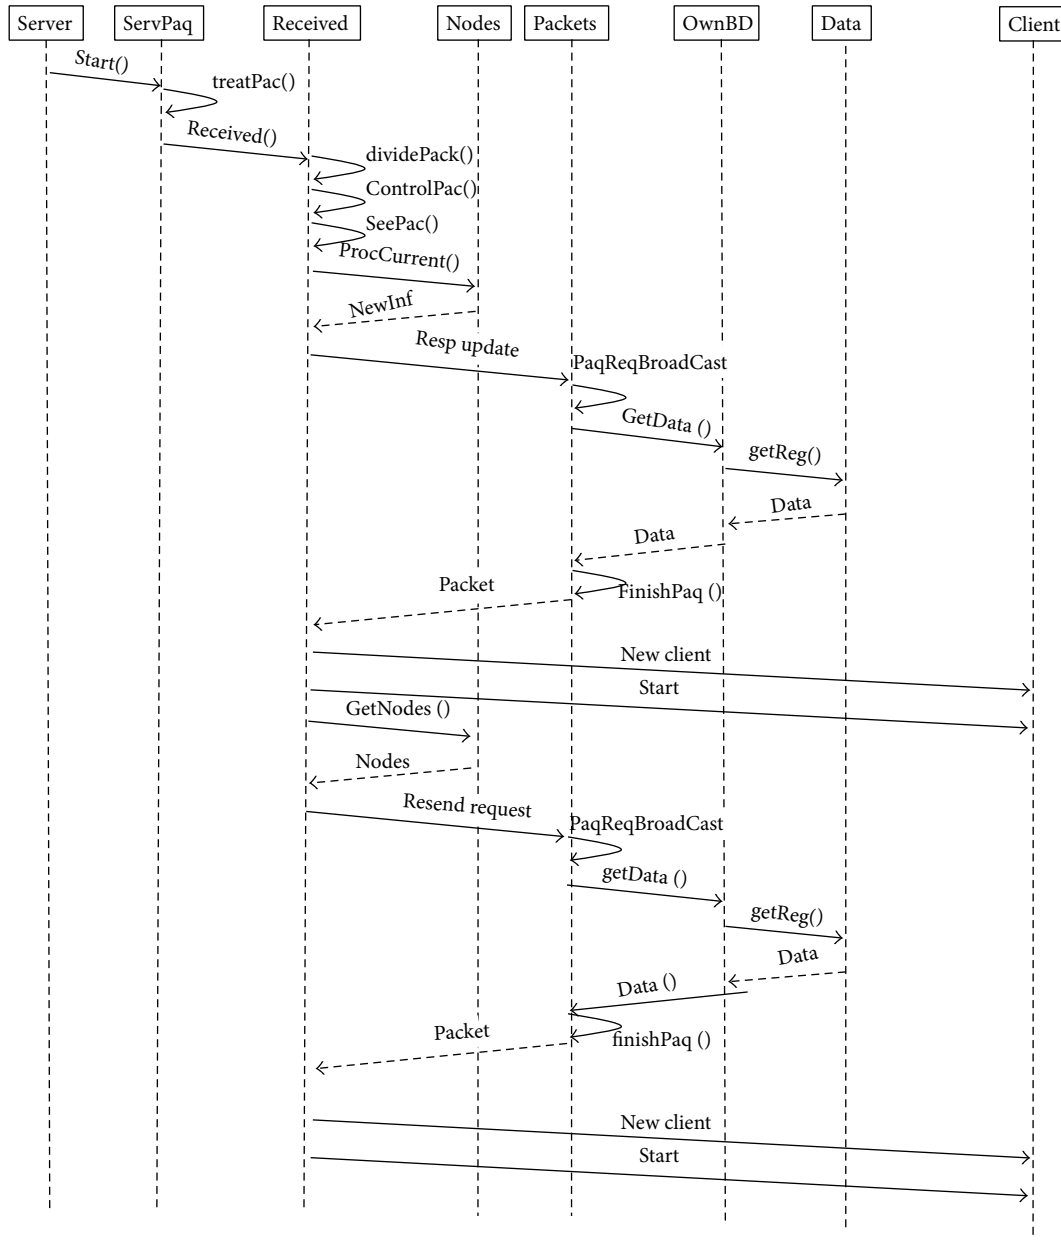 Server
ServPaq
Received
Nodes
Packets
OwnBD
Data
Client
Start()
treatPac()
Received()
dividePack()
ControlPac()
SeePac()
ProcCurrent()
NewInf
Resp update
PaqReqBroadCast
GetData ()
getReg()
Data
Data
FinishPaq ()
Packet
New client
Start
GetNodes ()
Nodes
Resend request
PaqReqBroadCast
getData ()
getReg()
Data
Data ()
finishPaq ()
Packet
New client
Start